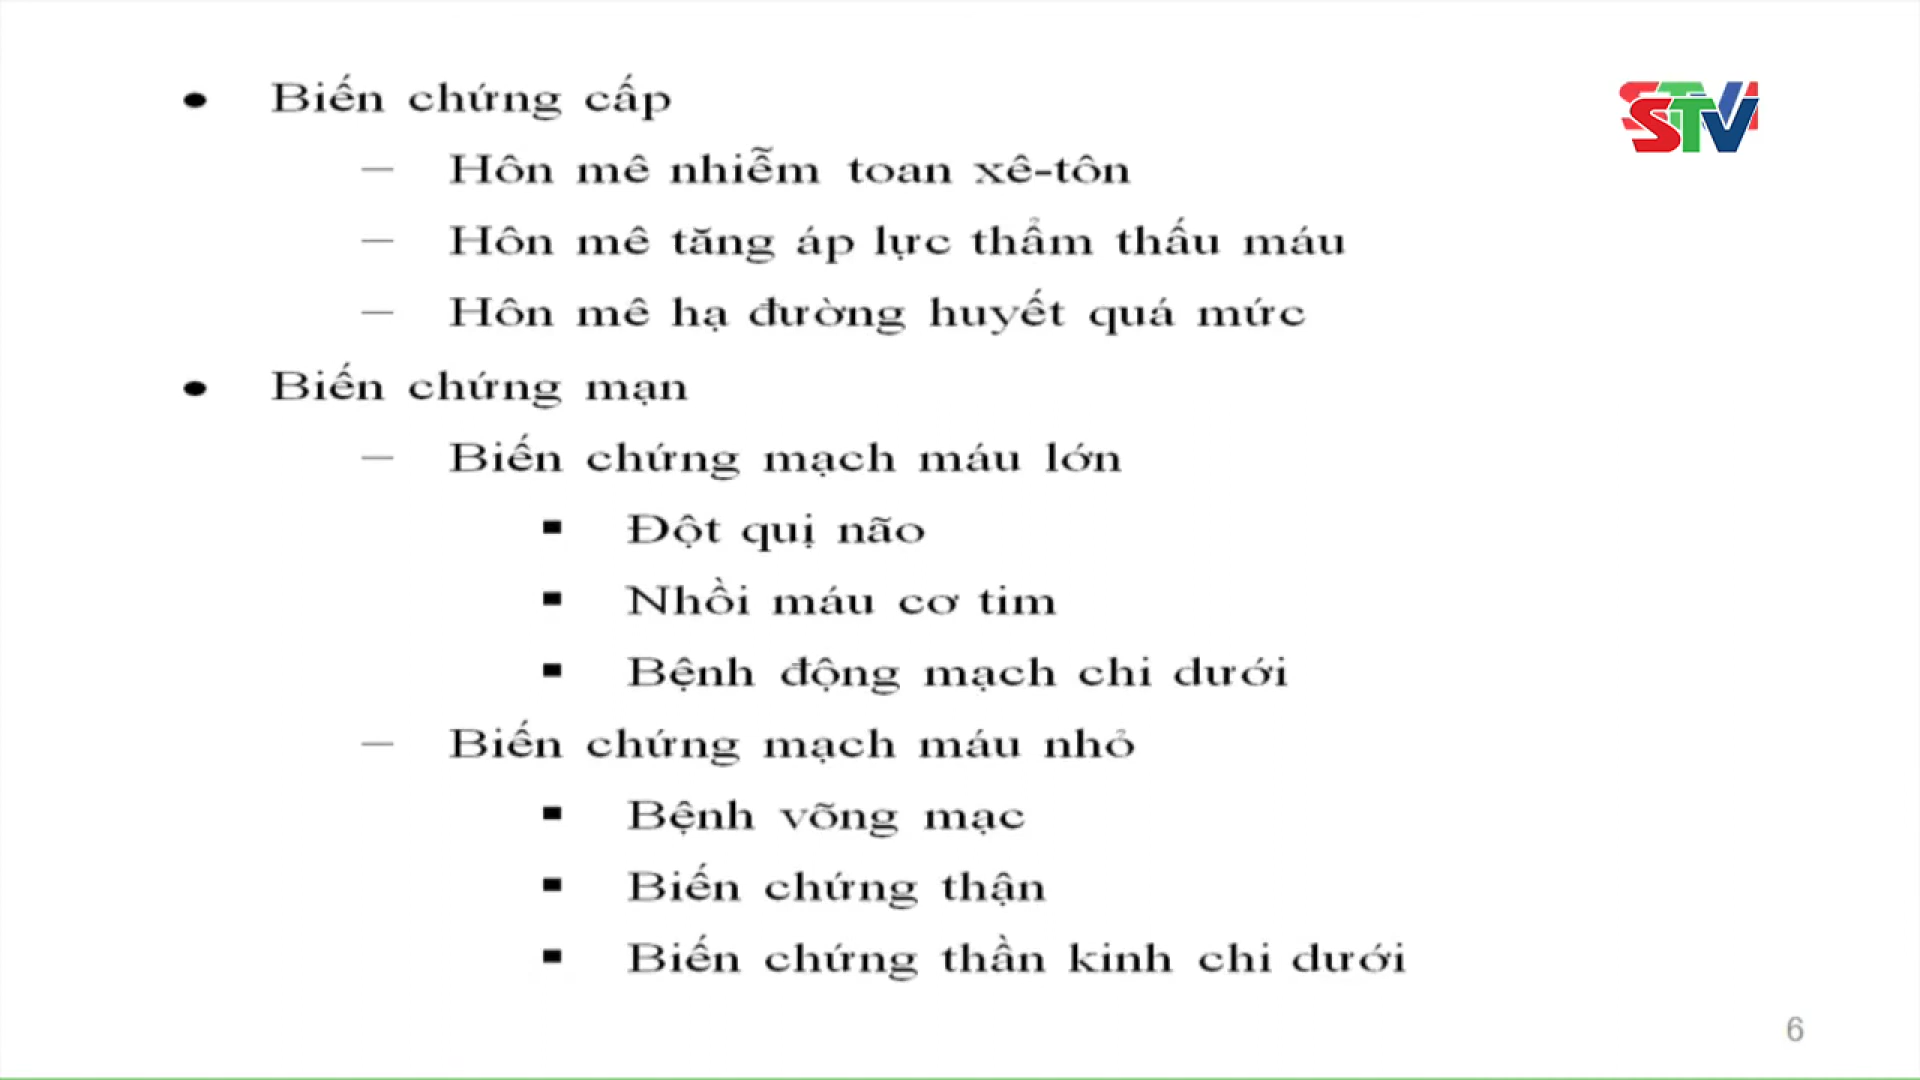 • Biến chứng cấp
STV
– Hôn mê nhiễm toan xê-tôn
– Hôn mê tăng áp lực thẩm thấu máu
– Hôn mê hạ đường huyết quá mức
• Biến chứng mạn
– Biến chứng mạch máu lớn
▪ Đột quị não
▪ Nhồi máu cơ tim
▪ Bệnh động mạch chi dưới
– Biến chứng mạch máu nhỏ
▪ Bệnh võng mạc
▪ Biến chứng thận
▪ Biến chứng thần kinh chi dưới
6